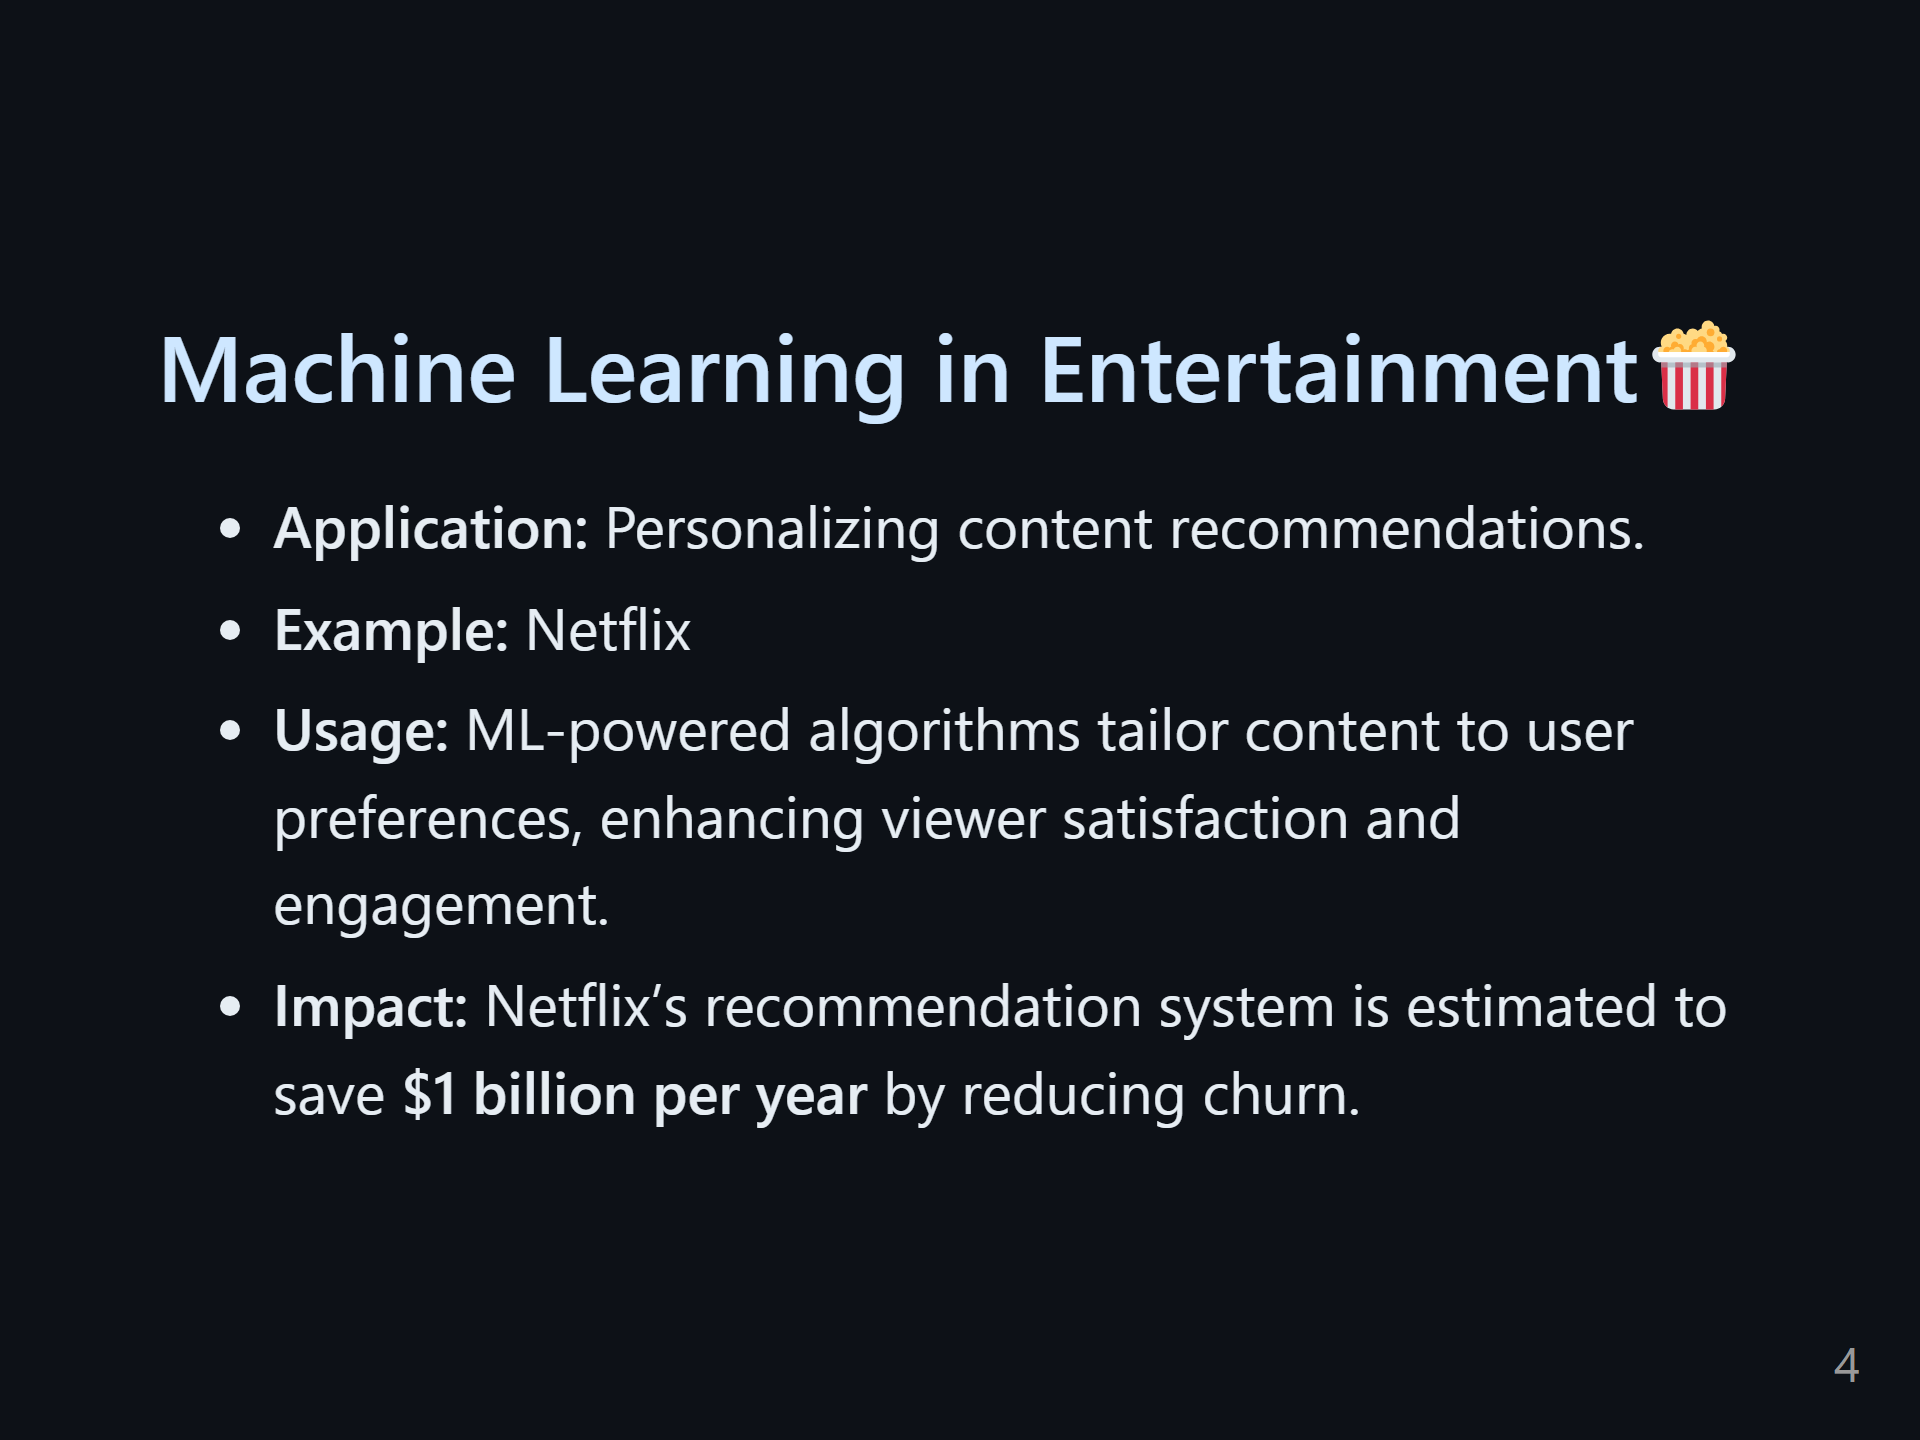 Machine Learning in Entertainment🍿
• Application: Personalizing content recommendations.
• Example: Netflix
• Usage: ML-powered algorithms tailor content to user
preferences, enhancing viewer satisfaction and
engagement.
• Impact: Netflix’s recommendation system is estimated to
save $1 billion per year by reducing churn.
4